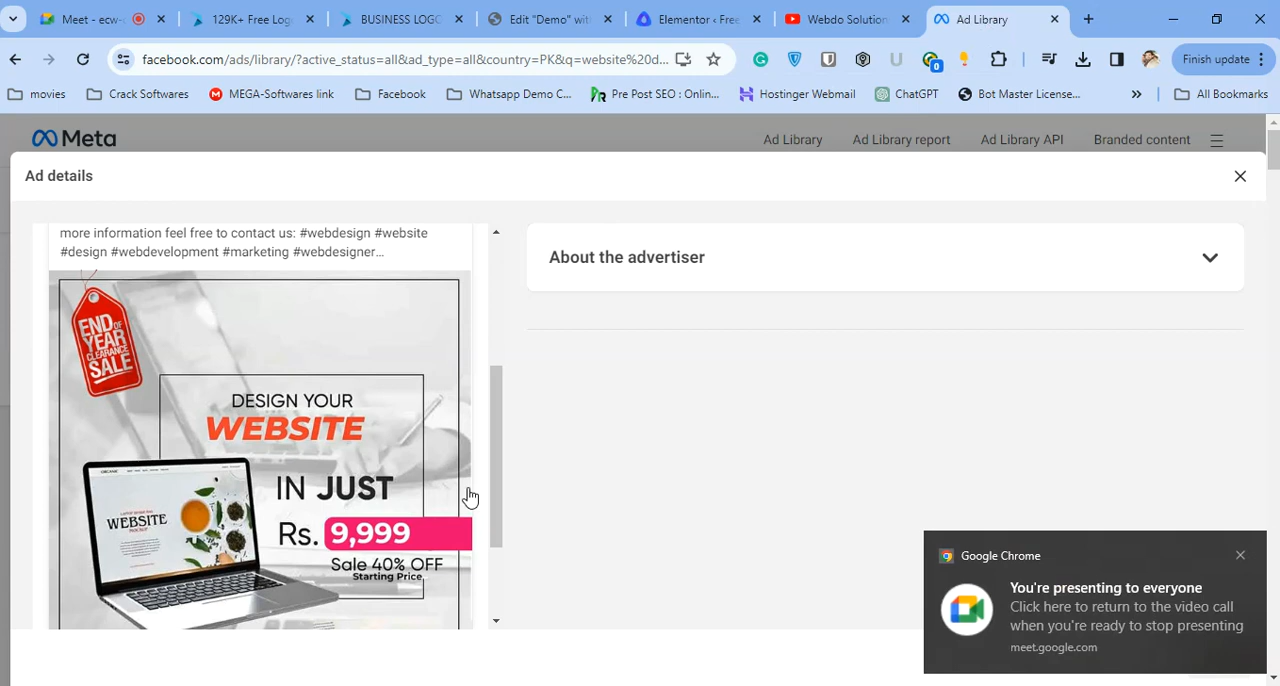 Meet - ecw-
129K+ Free Log
BUSINESS LOGO
Edit "Demo" wit
Elementor ‹ Free
Webdo Solution
Ad Library
facebook.com/ads/library/?active_status=all&ad_type=all&country=PK&q=website%20d...
0
Finish update
movies
Crack Softwares
MEGA-Softwares link
Facebook
Whatsapp Demo C...
Pre Post SEO : Onlin...
Hostinger Webmail
ChatGPT
Bot Master License...
»
All Bookmarks
Meta
Ad Library
Ad Library report
Ad Library API
Branded content
Ad details
more information feel free to contact us: #webdesign #website
#design #webdevelopment #marketing #webdesigner...
About the advertiser
END OF
YEAR
CLEARANCE
SALE
DESIGN YOUR
WEBSITE
IN JUST
Rs. 9,999
Sale 40% OFF
Starting Price
WEBSITE
Google Chrome
You're presenting to everyone
Click here to return to the video call
when you're ready to stop presenting
meet.google.com